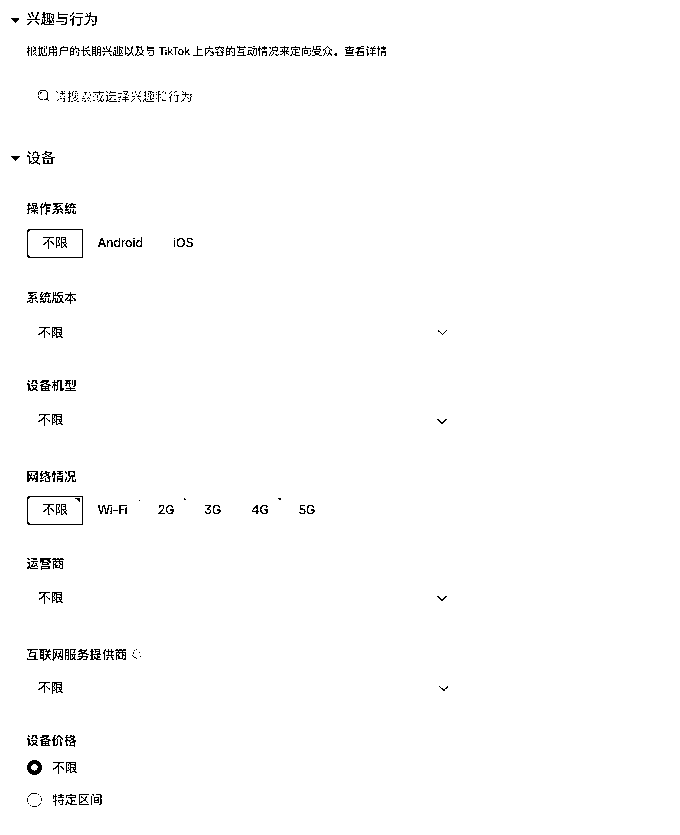 兴趣与行为
根据用户的长期兴趣以及与 TikTok 上内容的互动情况来定向受众。查看详情
请搜索或选择兴趣和行为
设备
操作系统
不限 Android iOS
系统版本
不限
设备机型
不限
网络情况
不限 Wi-Fi 2G 3G 4G 5G
运营商
不限
互联网服务提供商
不限
设备价格
不限
特定区间